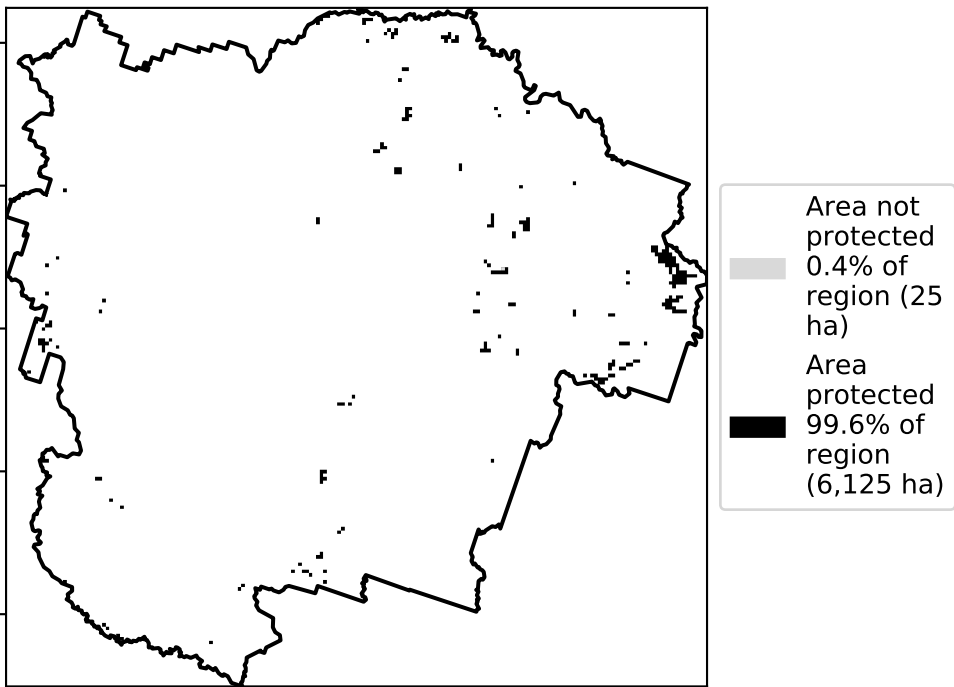 Area not
protected
0.4% of
region (25
ha)
Area
protected
99.6% of
region
(6,125 ha)